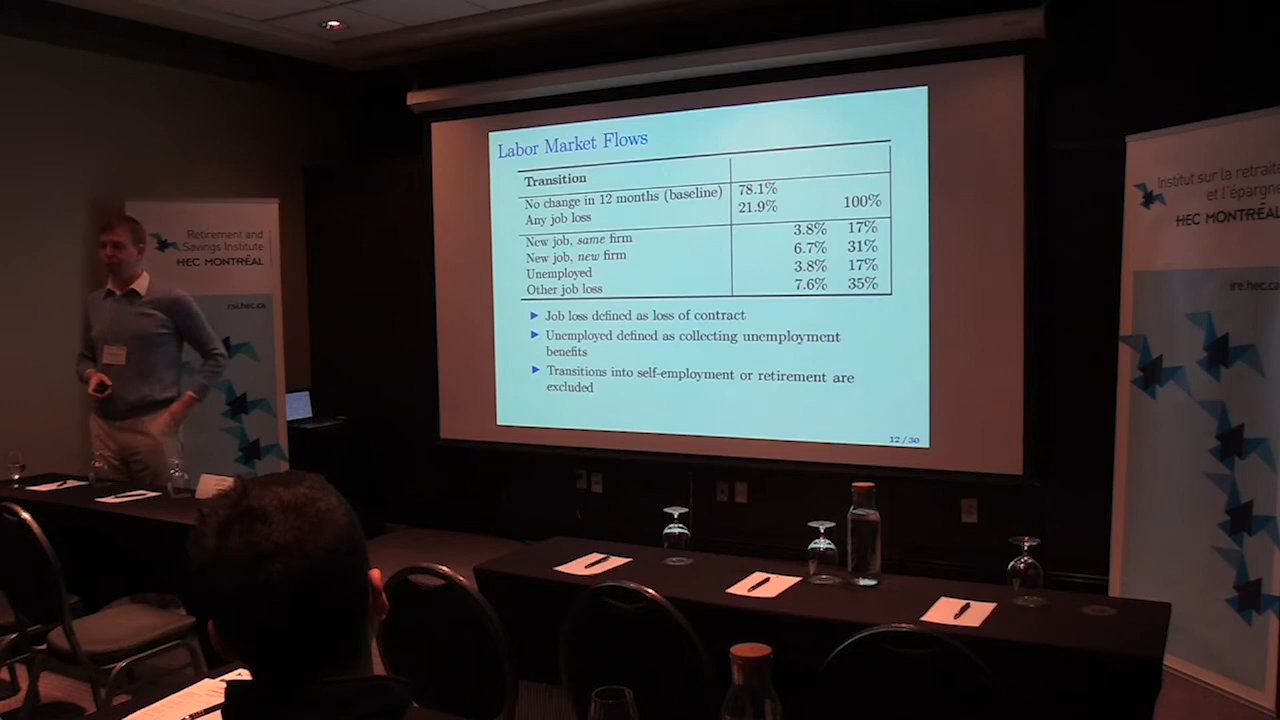 Labor Market Flows
Transition
No change in 12 months (baseline) 78.1%
Any job loss 21.9% 100%
New job, same firm 3.8% 17%
New job, new firm 6.7% 31%
Unemployed 3.8% 17%
Other job loss 7.6% 35%
Job loss defined as loss of contract
Unemployed defined as collecting unemployment
benefits
Transitions into self-employment or retirement are
excluded
12 / 30
Retirement and
Savings Institute
HEC MONTRÉAL
rsi.hec.ca
Institut sur la retraite
et l'épargne
HEC MONTRÉAL
ire.hec.ca